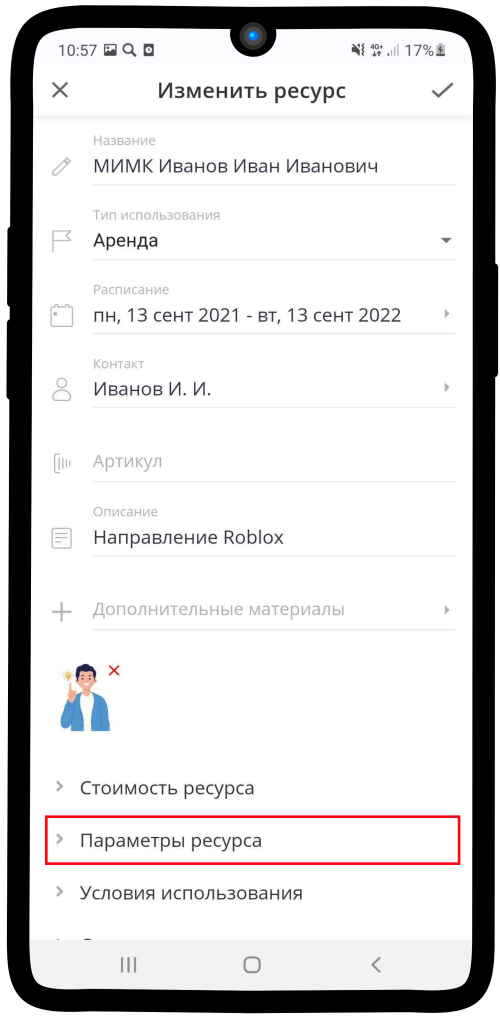 10:57 4G+ 17%
Изменить ресурс
Название
МИМК Иванов Иван Иванович
Тип использования
Аренда
Расписание
пн, 13 сент 2021 - вт, 13 сент 2022
Контакт
Иванов И. И.
Артикул
Описание
Направление Roblox
Дополнительные материалы
Стоимость ресурса
Параметры ресурса
Условия использования